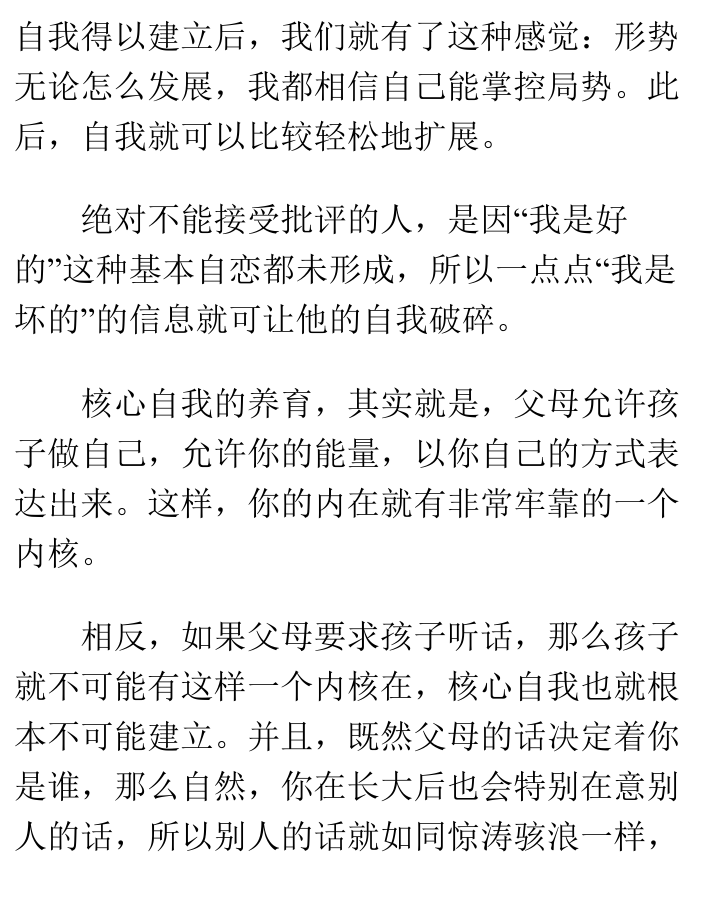 自我得以建立后，我们就有了这种感觉：形势
无论怎么发展，我都相信自己能掌控局势。此
后，自我就可以比较轻松地扩展。
绝对不能接受批评的人，是因“我是好
的”这种基本自恋都未形成，所以一点点“我是
坏的”的信息就可让他的自我破碎。
核心自我的养育，其实就是，父母允许孩
子做自己，允许你的能量，以你自己的方式表
达出来。这样，你的内在就有非常牢靠的一个
内核。
相反，如果父母要求孩子听话，那么孩子
就不可能有这样一个内核在，核心自我也就根
本不可能建立。并且，既然父母的话决定着你
是谁，那么自然，你在长大后也会特别在意别
人的话，所以别人的话就如同惊涛骇浪一样，